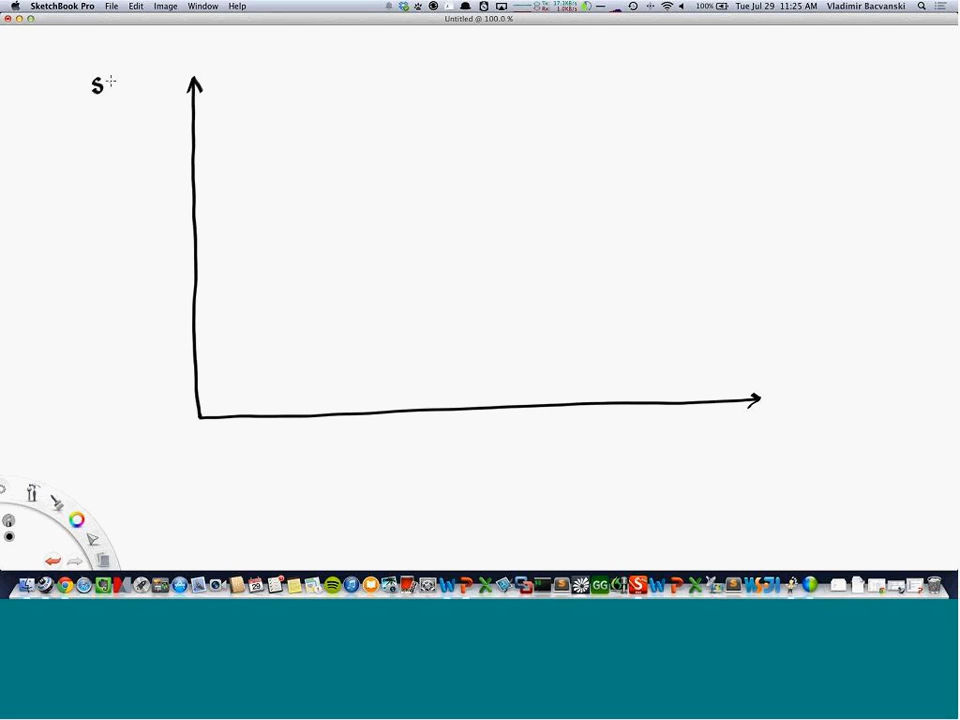 SketchBook Pro File Edit Image Window Help 100% Tue Jul 29 11:25 AM Vladimir Bacvanski
Untitled @ 100.0 %
S